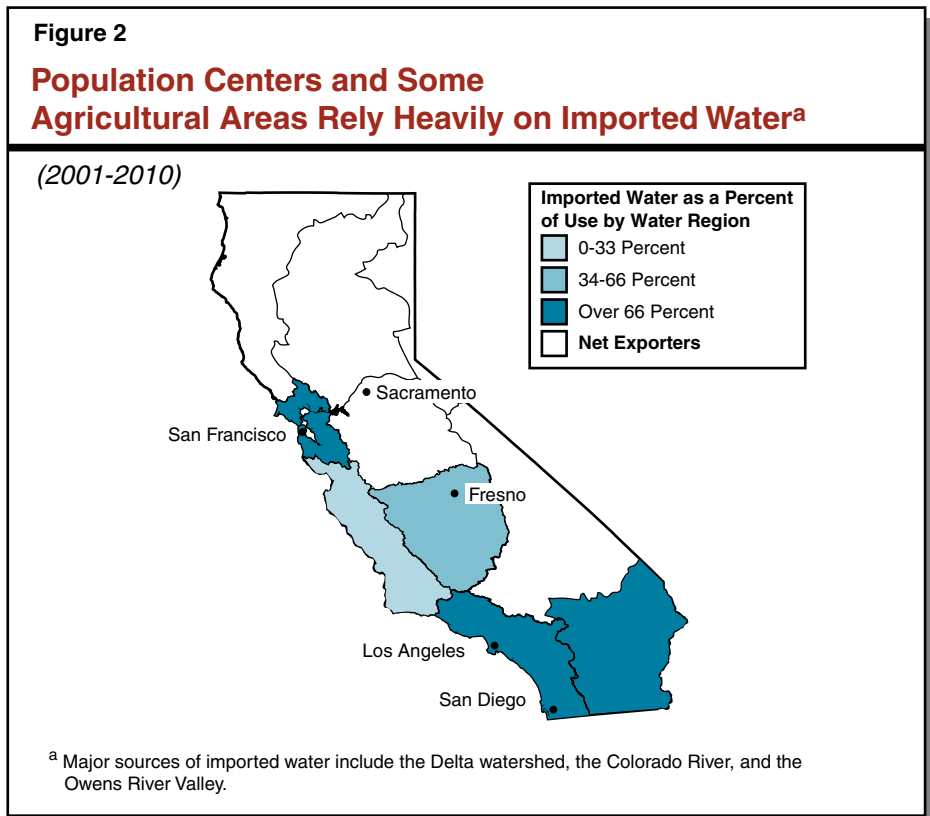 Figure 2
Population Centers and Some
Agricultural Areas Rely Heavily on Imported Waterᵃ
(2001-2010)
Imported Water as a Percent
of Use by Water Region
0-33 Percent
34-66 Percent
Over 66 Percent
Net Exporters
Sacramento
San Francisco
Fresno
Los Angeles
San Diego
ᵃ Major sources of imported water include the Delta watershed, the Colorado River, and the
Owens River Valley.